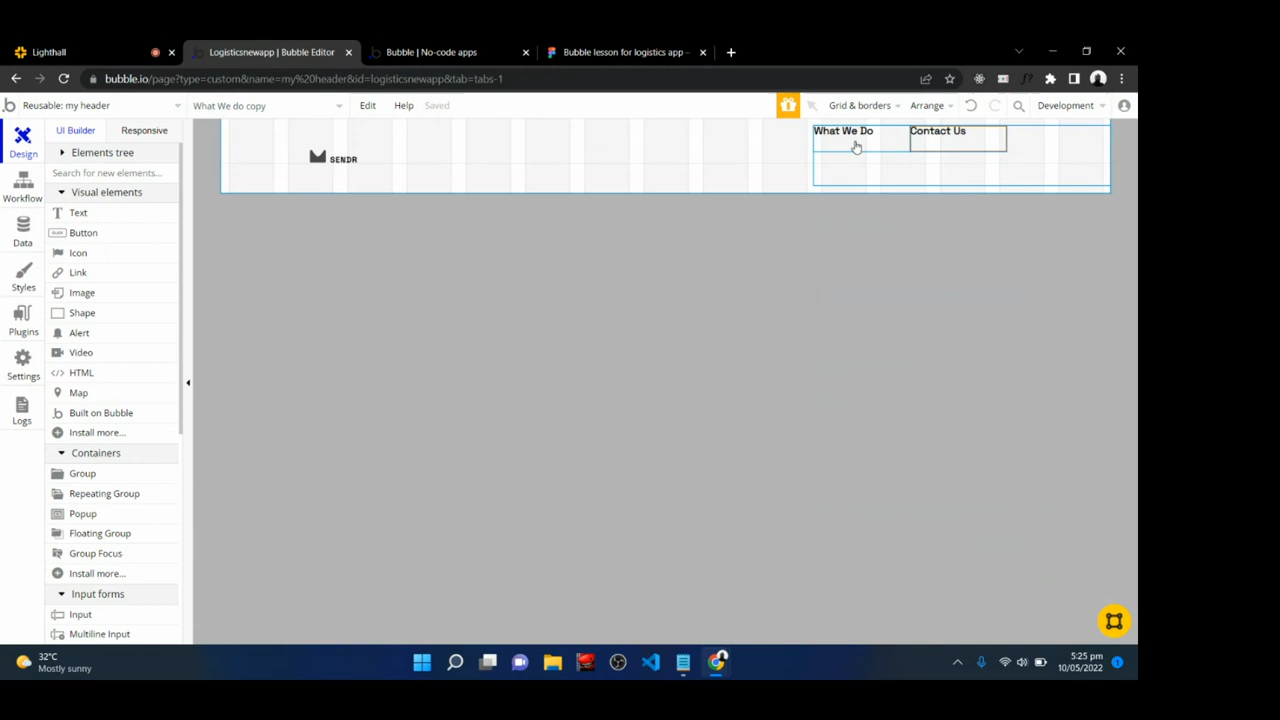 Lighthall
Logisticsnewapp | Bubble Editor
Bubble | No-code apps
Bubble lesson for logistics app –
bubble.io/page?type=custom&name=my%20header&id=logisticsnewapp&tab=tabs-1
Reusable: my header
What We do copy
Edit
Help
Saved
Grid & borders
Arrange
Development
Design
Workflow
Data
Styles
Plugins
Settings
Logs
UI Builder
Responsive
Elements tree
Search for new elements...
Visual elements
Text
CLICK
Button
Icon
Link
Image
Shape
Alert
Video
</> HTML
Map
Built on Bubble
Install more...
Containers
Group
Repeating Group
Popup
Floating Group
Group Focus
Install more...
Input forms
Input
Multiline Input
SENDR
What We Do
Contact Us
32°C
Mostly sunny
5:25 pm
10/05/2022
1